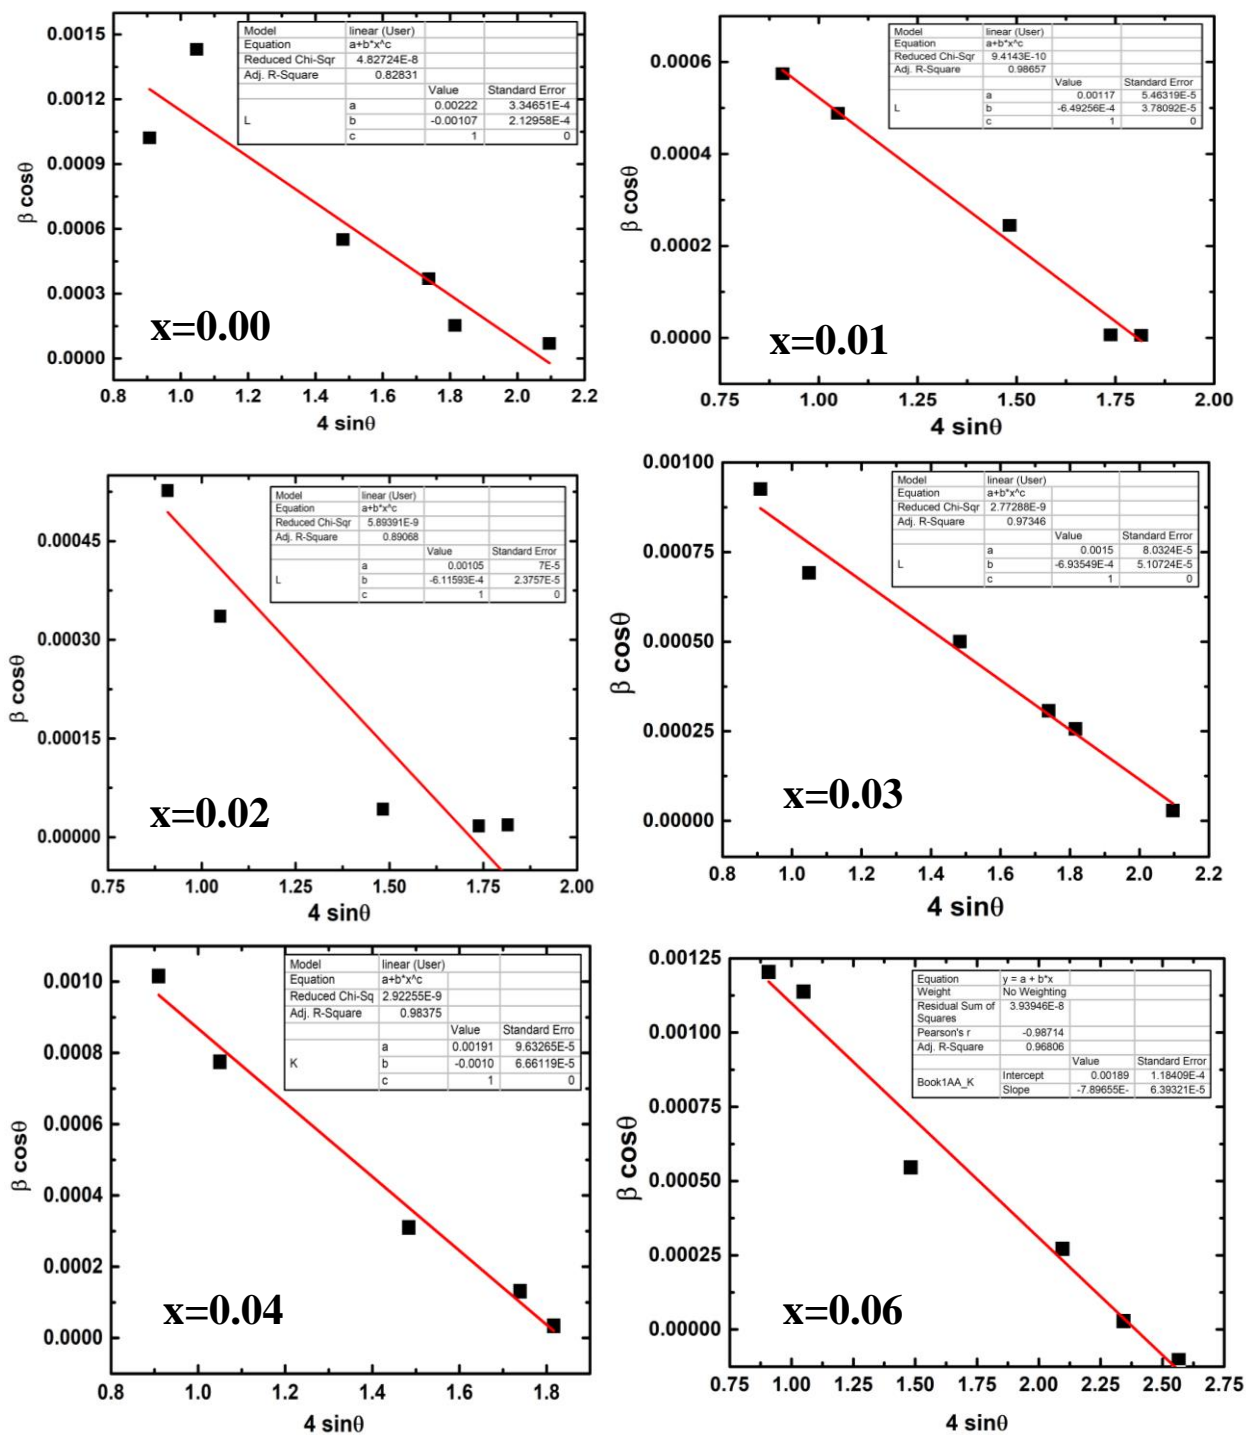 0.0015
0.0012
0.0009
0.0006
0.0003
0.0000
β cosθ
Model linear (User)
Equation a+b*x^c
Reduced Chi-Sqr 4.82724E-8
Adj. R-Square 0.82831
Value Standard Error
a 0.00222 3.34651E-4
L b -0.00107 2.12958E-4
c 1 0
x=0.00
0.8 1.0 1.2 1.4 1.6 1.8 2.0 2.2
4 sinθ
0.0006
0.0004
0.0002
0.0000
β cosθ
Model linear (User)
Equation a+b*x^c
Reduced Chi-Sqr 9.4143E-10
Adj. R-Square 0.98657
Value Standard Error
a 0.00117 5.46319E-5
L b -6.49256E-4 3.78092E-5
c 1 0
x=0.01
0.75 1.00 1.25 1.50 1.75 2.00
4 sinθ
0.00045
0.00030
0.00015
0.00000
β cosθ
Model linear (User)
Equation a+b*x^c
Reduced Chi-Sqr 5.89391E-9
Adj. R-Square 0.89068
Value Standard Error
a 0.00105 7E-5
L b -6.11593E-4 2.3757E-5
c 1 0
x=0.02
0.75 1.00 1.25 1.50 1.75 2.00
4 sinθ
0.00100
0.00075
0.00050
0.00025
0.00000
β cosθ
Model linear (User)
Equation a+b*x^c
Reduced Chi-Sqr 2.77288E-9
Adj. R-Square 0.97346
Value Standard Error
a 0.0015 8.0324E-5
L b -6.93549E-4 5.10724E-5
c 1 0
x=0.03
0.8 1.0 1.2 1.4 1.6 1.8 2.0 2.2
4 sinθ
0.0010
0.0008
0.0006
0.0004
0.0002
0.0000
β cosθ
Model linear (User)
Equation a+b*x^c
Reduced Chi-Sq 2.92255E-9
Adj. R-Square 0.98375
Value Standard Erro
a 0.00191 9.63265E-5
K b -0.0010 6.66119E-5
c 1 0
x=0.04
0.8 1.0 1.2 1.4 1.6 1.8
4 sinθ
0.00125
0.00100
0.00075
0.00050
0.00025
0.00000
β cosθ
Equation y = a + b*x
Weight No Weighting
Residual Sum of 3.93946E-8
Squares
Pearson's r -0.98714
Adj. R-Square 0.96806
Value Standard Error
Book1AA_K Intercept 0.00189 1.18409E-4
Slope -7.89655E- 6.39321E-5
x=0.06
0.75 1.00 1.25 1.50 1.75 2.00 2.25 2.50 2.75
4 sinθ